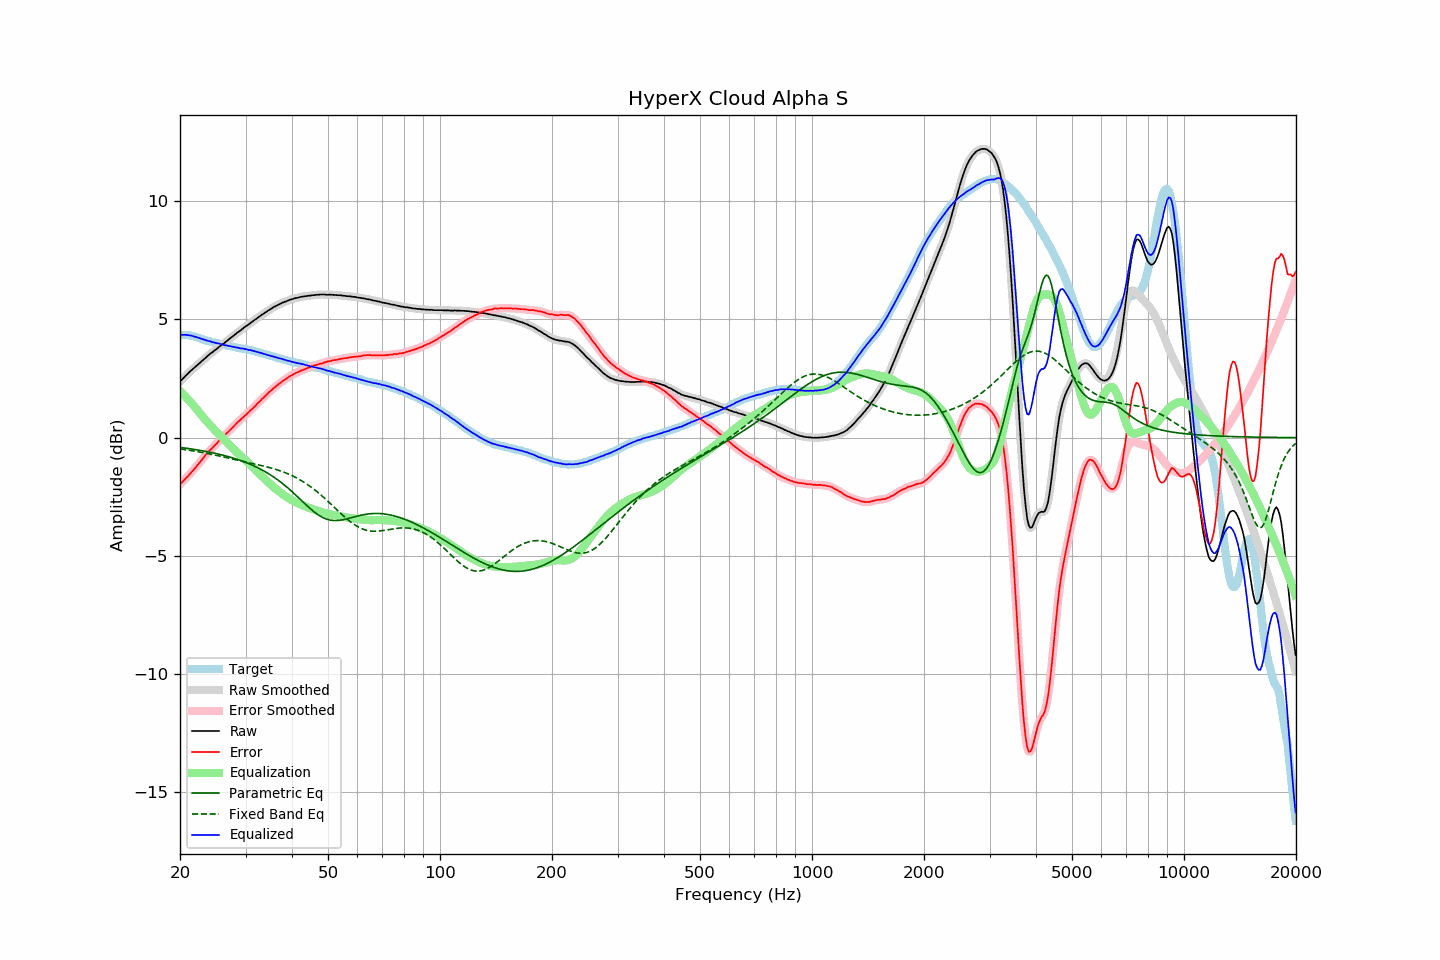 HyperX Cloud Alpha S
Amplitude (dBr)
10
5
0
−5
−10
−15
Target
Raw Smoothed
Error Smoothed
Raw
Error
Equalization
Parametric Eq
Fixed Band Eq
Equalized
20 50 100 200 500 1000 2000 5000 10000 20000
Frequency (Hz)